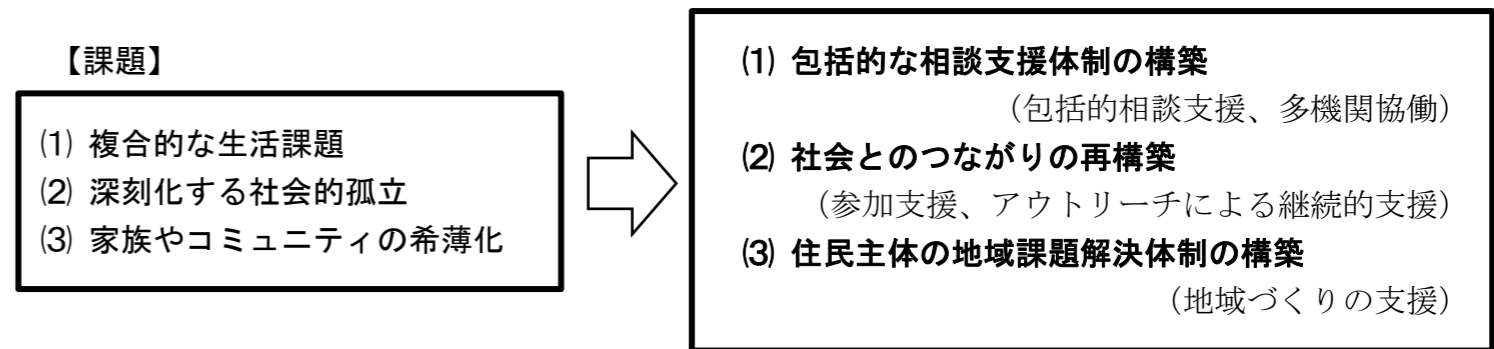 【課題】
⑴ 複合的な生活課題
⑵ 深刻化する社会的孤立
⑶ 家族やコミュニティの希薄化
⑴ 包括的な相談支援体制の構築
（包括的相談支援、多機関協働）
⑵ 社会とのつながりの再構築
（参加支援、アウトリーチによる継続的支援）
⑶ 住民主体の地域課題解決体制の構築
（地域づくりの支援）